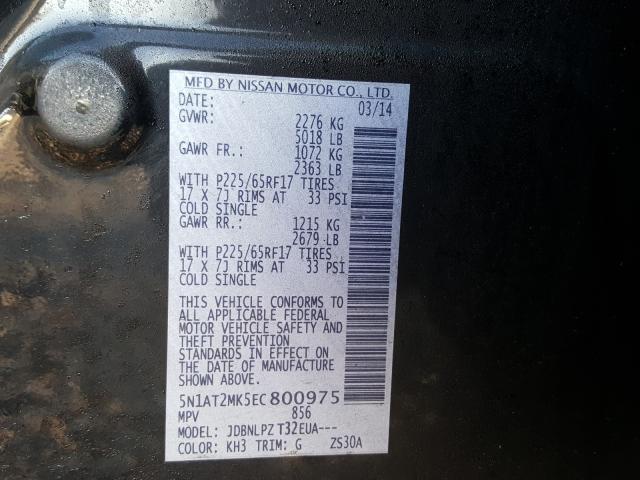 MFD BY NISSAN MOTOR CO., LTD.
DATE: 03/14
GVWR: 2276 KG
5018 LB
GAWR FR.: 1072 KG
2363 LB
WITH P225/65RF17 TIRES
17 X 7J RIMS AT 33 PSI
COLD SINGLE
GAWR RR.: 1215 KG
2679 LB
WITH P225/65RF17 TIRES
17 X 7J RIMS AT 33 PSI
COLD SINGLE
THIS VEHICLE CONFORMS TO
ALL APPLICABLE FEDERAL
MOTOR VEHICLE SAFETY AND
THEFT PREVENTION
STANDARDS IN EFFECT ON
THE DATE OF MANUFACTURE
SHOWN ABOVE.
5N1AT2MK5EC800975
MPV 856
MODEL: JDBNLPZ T32EUA---
COLOR: KH3 TRIM: G ZS30A